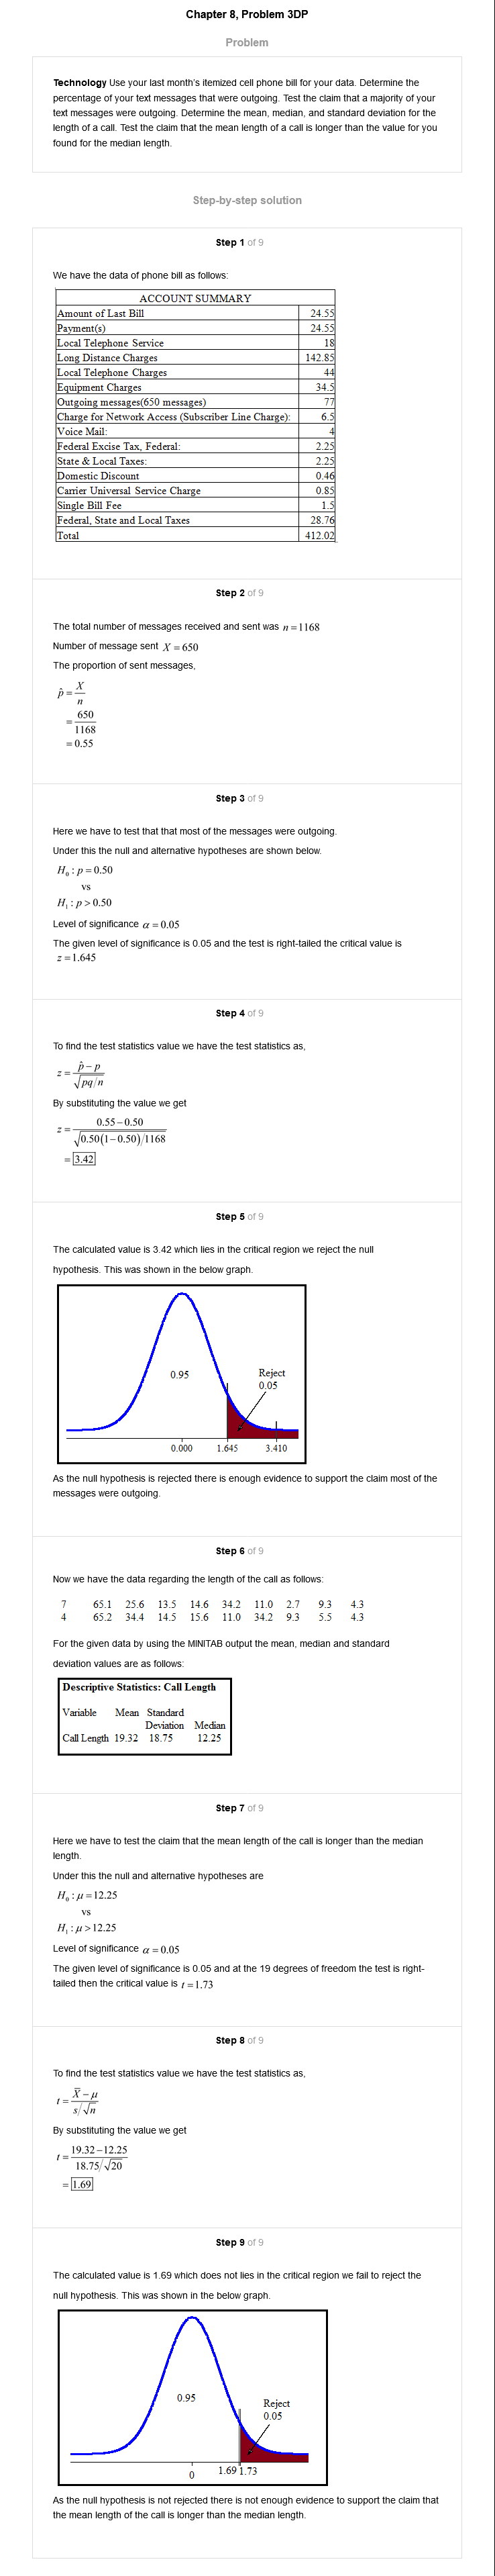 Chapter 8, Problem 3DP
Problem
Technology Use your last month's itemized cell phone bill for your data. Determine the
percentage of your text messages that were outgoing. Test the claim that a majority of your
text messages were outgoing. Determine the mean, median, and standard deviation for the
length of a call. Test the claim that the mean length of a call is longer than the value for you
found for the median length.
Step-by-step solution
Step 1 of 9
We have the data of phone bill as follows:
ACCOUNT SUMMARY
Amount of Last Bill 24.55
Payment(s) 24.55
Local Telephone Service 18
Long Distance Charges 142.85
Local Telephone Charges 44
Equipment Charges 34.5
Outgoing messages(650 messages) 77
Charge for Network Access (Subscriber Line Charge): 6.5
Voice Mail: 4
Federal Excise Tax, Federal: 2.25
State & Local Taxes: 2.25
Domestic Discount 0.46
Carrier Universal Service Charge 0.85
Single Bill Fee 1.5
Federal, State and Local Taxes 28.76
Total 412.02
Step 2 of 9
The total number of messages received and sent was n = 1168
Number of message sent X = 650
The proportion of sent messages,
p̂ = X/n
= 650/1168
= 0.55
Step 3 of 9
Here we have to test that that most of the messages were outgoing.
Under this the null and alternative hypotheses are shown below.
H₀ : p = 0.50
vs
H₁ : p > 0.50
Level of significance α = 0.05
The given level of significance is 0.05 and the test is right-tailed the critical value is
z = 1.645
Step 4 of 9
To find the test statistics value we have the test statistics as,
z = (p̂ − p)/√(pq/n)
By substituting the value we get
z = (0.55 − 0.50)/√(0.50(1 − 0.50)/1168)
= 3.42
Step 5 of 9
The calculated value is 3.42 which lies in the critical region we reject the null
hypothesis. This was shown in the below graph.
0.95
Reject
0.05
0.000 1.645 3.410
As the null hypothesis is rejected there is enough evidence to support the claim most of the
messages were outgoing.
Step 6 of 9
Now we have the data regarding the length of the call as follows:
7 65.1 25.6 13.5 14.6 34.2 11.0 2.7 9.3 4.3
4 65.2 34.4 14.5 15.6 11.0 34.2 9.3 5.5 4.3
For the given data by using the MINITAB output the mean, median and standard
deviation values are as follows:
Descriptive Statistics: Call Length
Variable Mean Standard
Deviation Median
Call Length 19.32 18.75 12.25
Step 7 of 9
Here we have to test the claim that the mean length of the call is longer than the median
length.
Under this the null and alternative hypotheses are
H₀ : μ = 12.25
vs
H₁ : μ > 12.25
Level of significance α = 0.05
The given level of significance is 0.05 and at the 19 degrees of freedom the test is right-
tailed then the critical value is t = 1.73
Step 8 of 9
To find the test statistics value we have the test statistics as,
t = (X̄ − μ)/(s/√n)
By substituting the value we get
t = (19.32 − 12.25)/(18.75/√20)
= 1.69
Step 9 of 9
The calculated value is 1.69 which does not lies in the critical region we fail to reject the
null hypothesis. This was shown in the below graph.
0.95
Reject
0.05
0 1.69 1.73
As the null hypothesis is not rejected there is not enough evidence to support the claim that
the mean length of the call is longer than the median length.